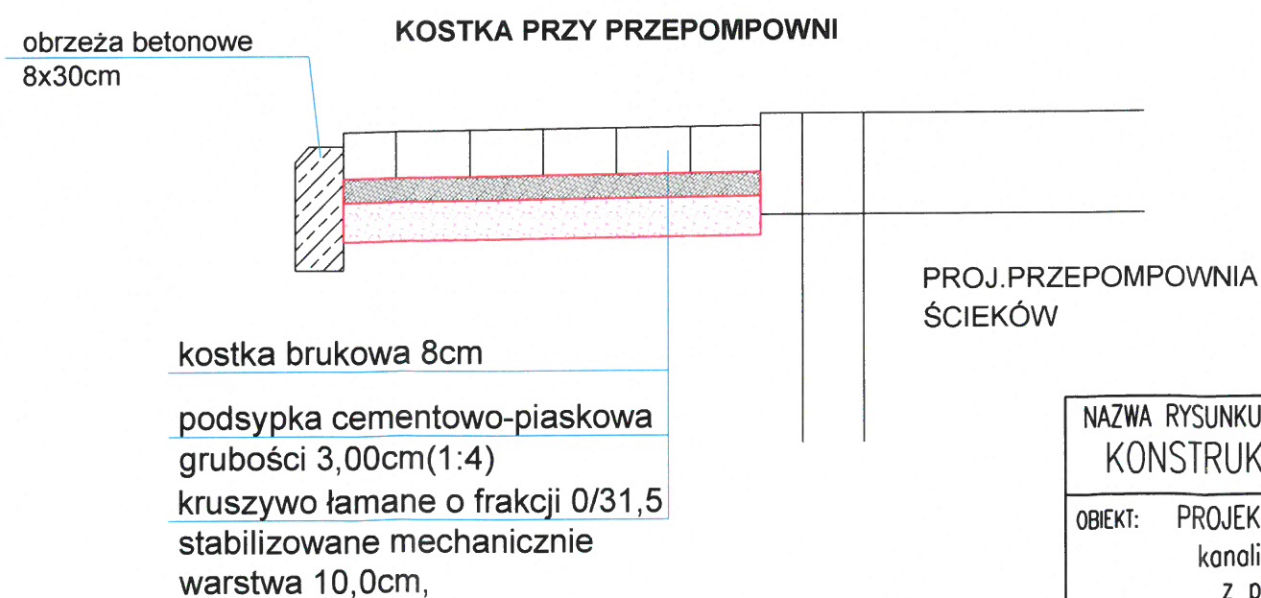 KOSTKA PRZY PRZEPOMPOWNI
obrzeża betonowe
8x30cm
PROJ.PRZEPOMPOWNIA
ŚCIEKÓW
kostka brukowa 8cm
podsypka cementowo-piaskowa
grubości 3,00cm(1:4)
kruszywo łamane o frakcji 0/31,5
stabilizowane mechanicznie
warstwa 10,0cm,
NAZWA RYSUNKU
KONSTRUK
OBIEKT: PROJEK
kanali
z p